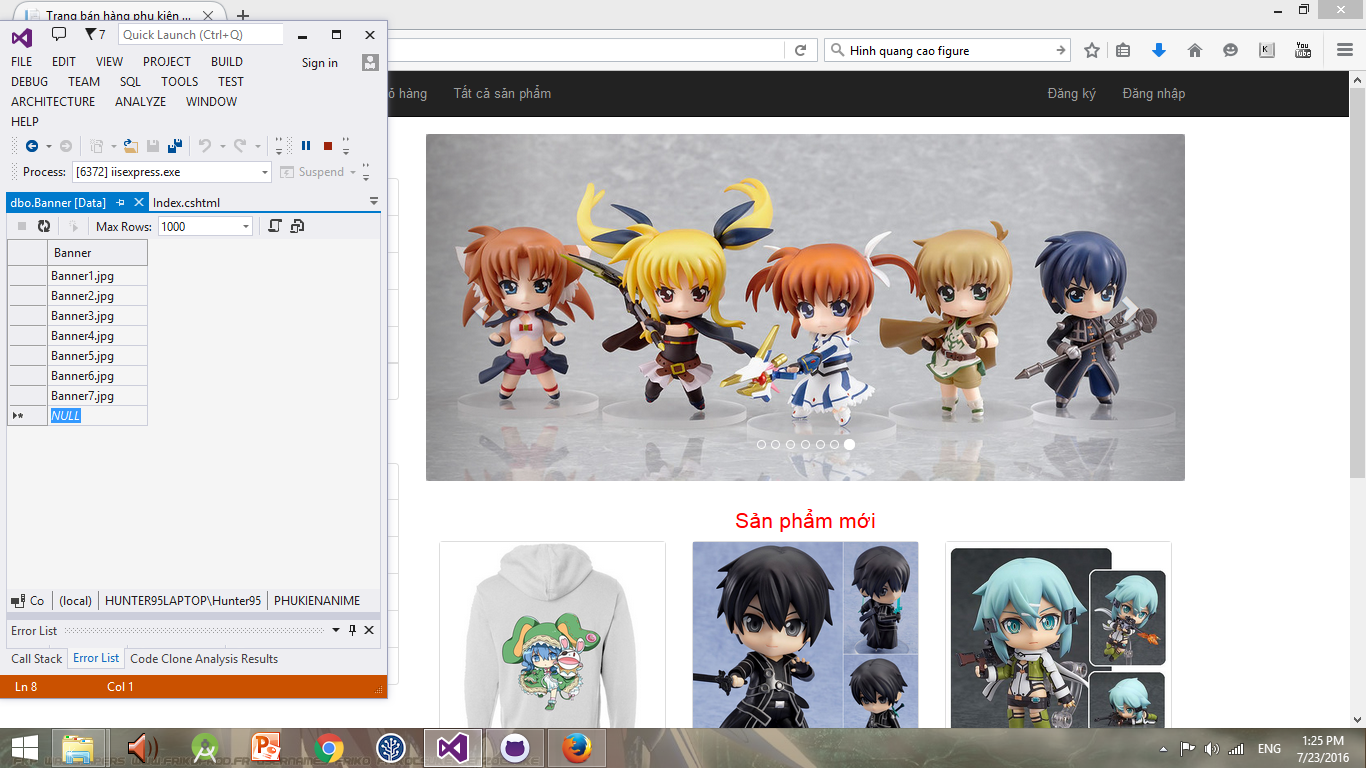 Trang bán hàng phụ kiện ...
7
Quick Launch (Ctrl+Q)
FILE EDIT VIEW PROJECT BUILD
Sign in
DEBUG TEAM SQL TOOLS TEST
ARCHITECTURE ANALYZE WINDOW
HELP
Process: [6372] iisexpress.exe Suspend
dbo.Banner [Data] Index.cshtml
Max Rows: 1000
Banner
Banner1.jpg
Banner2.jpg
Banner3.jpg
Banner4.jpg
Banner5.jpg
Banner6.jpg
Banner7.jpg
NULL
Co (local) HUNTER95LAPTOP\Hunter95 PHUKIENANIME
Error List
Call Stack Error List Code Clone Analysis Results
Ln 8 Col 1
Hinh quang cao figure
K
You Tube
hàng Tất cả sản phẩm Đăng ký Đăng nhập
Sản phẩm mới
ENG
1:25 PM
7/23/2016